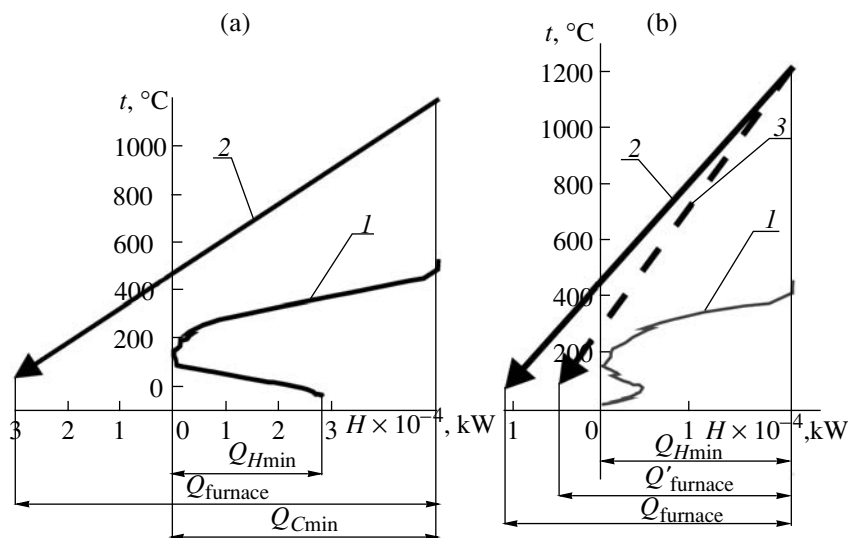 (a)
t, °C
1000
800
600
400
200
0
2
1
3 2 1 0 1 2 3 H × 10⁻⁴, kW
Q_Hmin
Q_furnace
Q_Cmin
(b)
t, °C
1200
1000
800
600
400
200
2
3
1
1 0 1 H × 10⁻⁴, kW
Q_Hmin
Q'_furnace
Q_furnace